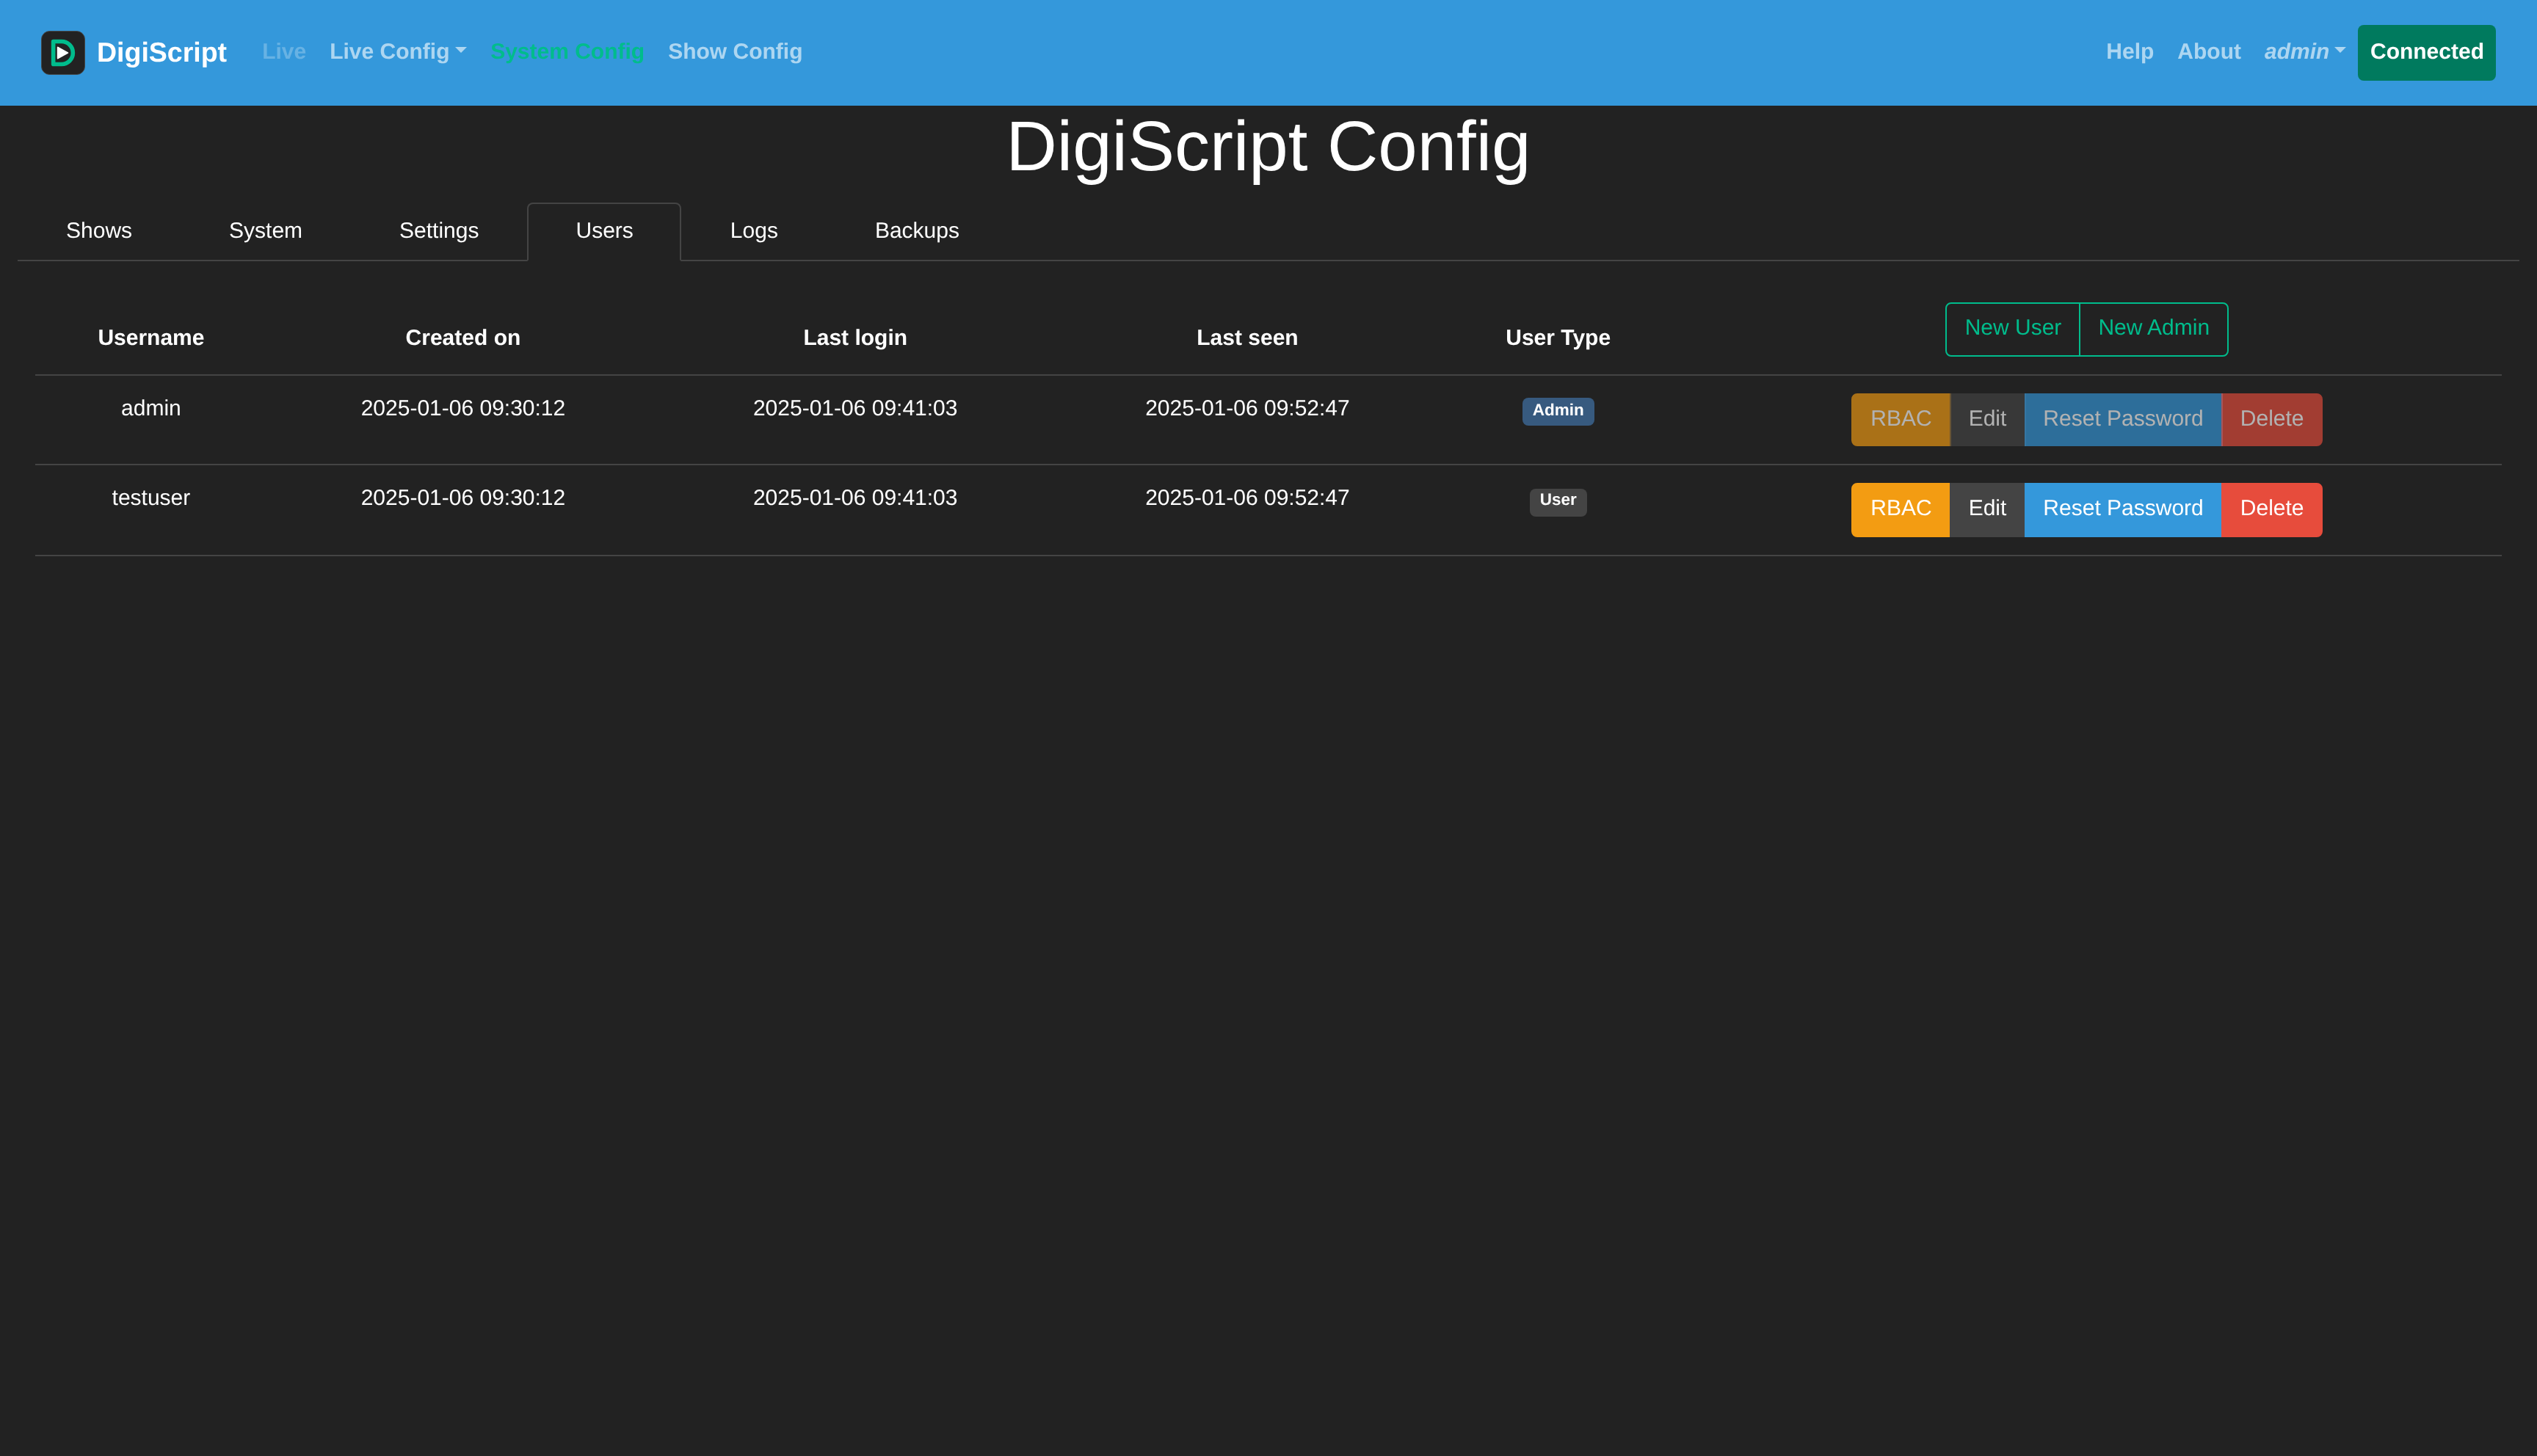 DigiScript Live Live Config System Config Show Config Help About admin Connected
DigiScript Config
Shows System Settings Users Logs Backups
Username Created on Last login Last seen User Type New User New Admin
admin 2025-01-06 09:30:12 2025-01-06 09:41:03 2025-01-06 09:52:47 Admin RBAC Edit Reset Password Delete
testuser 2025-01-06 09:30:12 2025-01-06 09:41:03 2025-01-06 09:52:47 User RBAC Edit Reset Password Delete